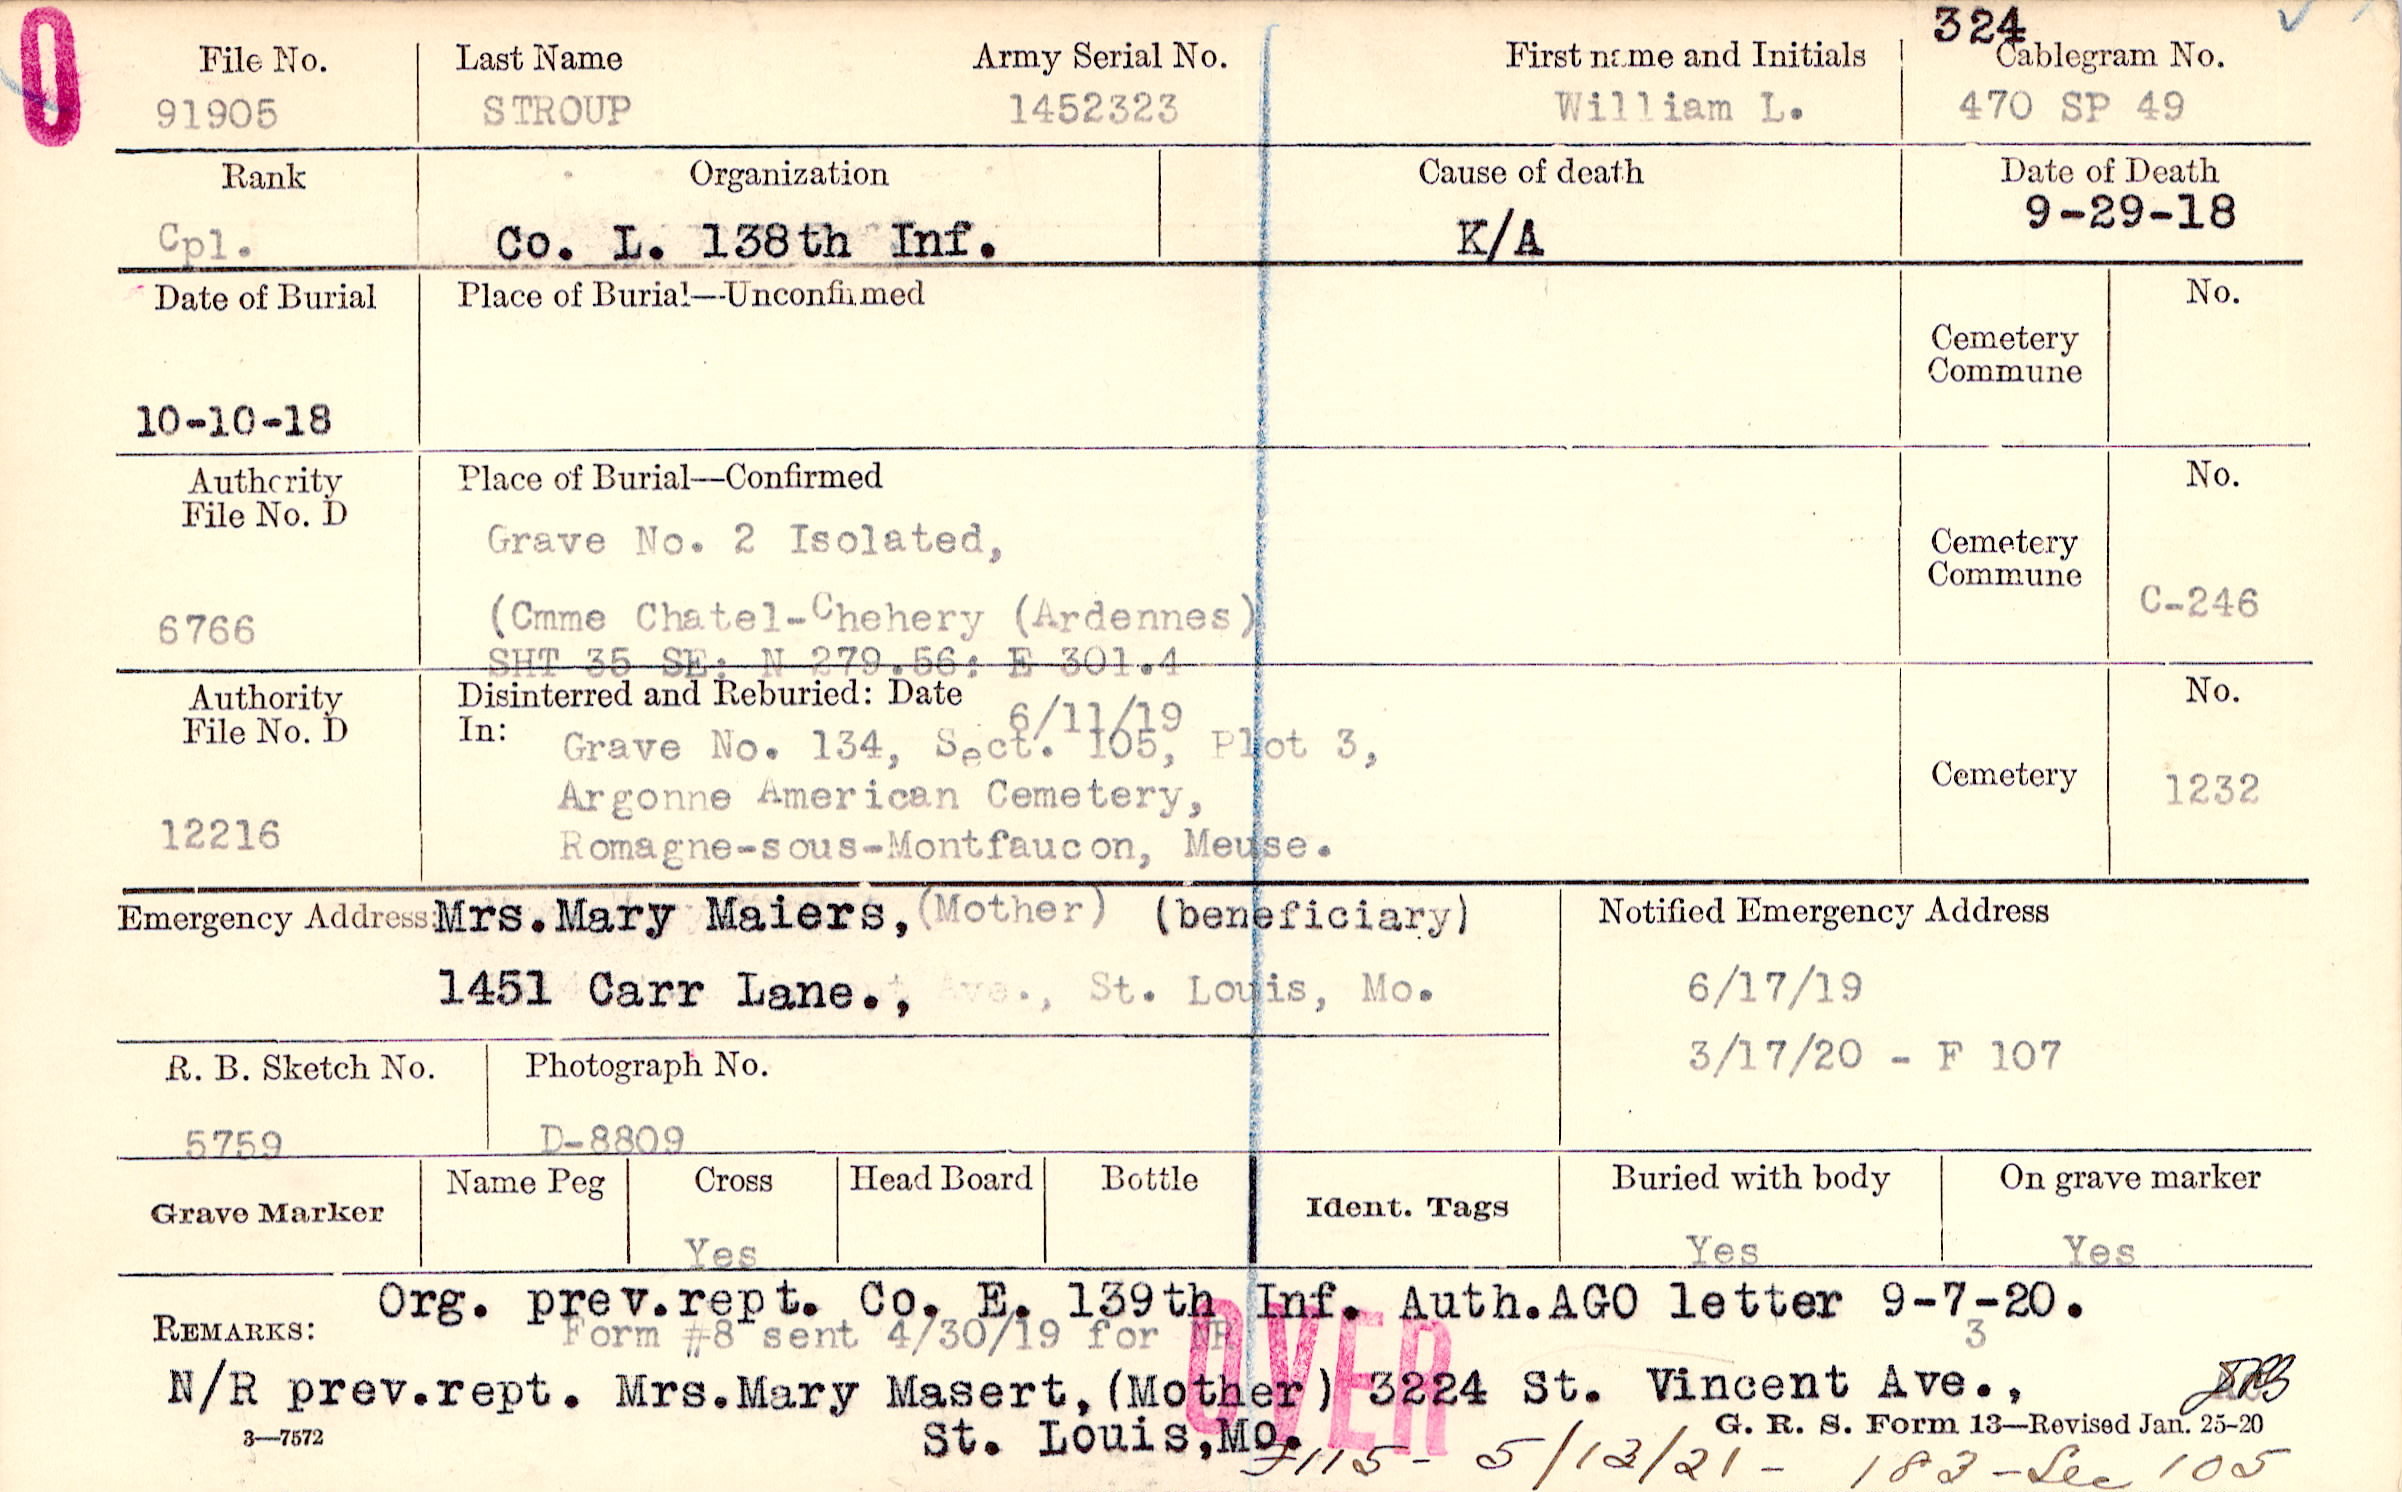 324
File No. Last Name Army Serial No. First name and Initials Cablegram No.
91905 STROUP 1452323 William L. 470 SP 49
Rank Organization Cause of death Date of Death
Cpl. Co. L. 138th Inf. K/A 9-29-18
Date of Burial Place of Burial—Unconfirmed No.
Cemetery
Commune
10-10-18
Authority Place of Burial—Confirmed No.
File No. D
Grave No. 2 Isolated,
Cemetery
Commune
6766 (Cmme Chatel-Chehery (Ardennes) C-246
SHT 35 SE: N 279.56: E 301.4
Authority Disinterred and Reburied: Date 6/11/19 No.
File No. D In: Grave No. 134, Sect. 105, Plot 3,
Argonne American Cemetery, Cemetery 1232
12216 Romagne-sous-Montfaucon, Meuse.
Emergency Address: Mrs.Mary Maiers, (Mother) (beneficiary) Notified Emergency Address
1451 Carr Lane., Ave., St. Louis, Mo. 6/17/19
3/17/20 - F 107
R. B. Sketch No. Photograph No.
5759 D-8809
Grave Marker Name Peg Cross Head Board Bottle Ident. Tags Buried with body On grave marker
Yes Yes Yes
Org. prev.rept. Co. E. 139th Inf. Auth.AGO letter 9-7-20.
REMARKS: Form #8 sent 4/30/19 for NR 3
OVER
N/R prev.rept. Mrs.Mary Masert,(Mother) 3224 St. Vincent Ave.,
St. Louis,Mo.
3—7572 G. R. S. Form 13—Revised Jan. 25-20
115 - 5/13/21 - 183 - Sec 105